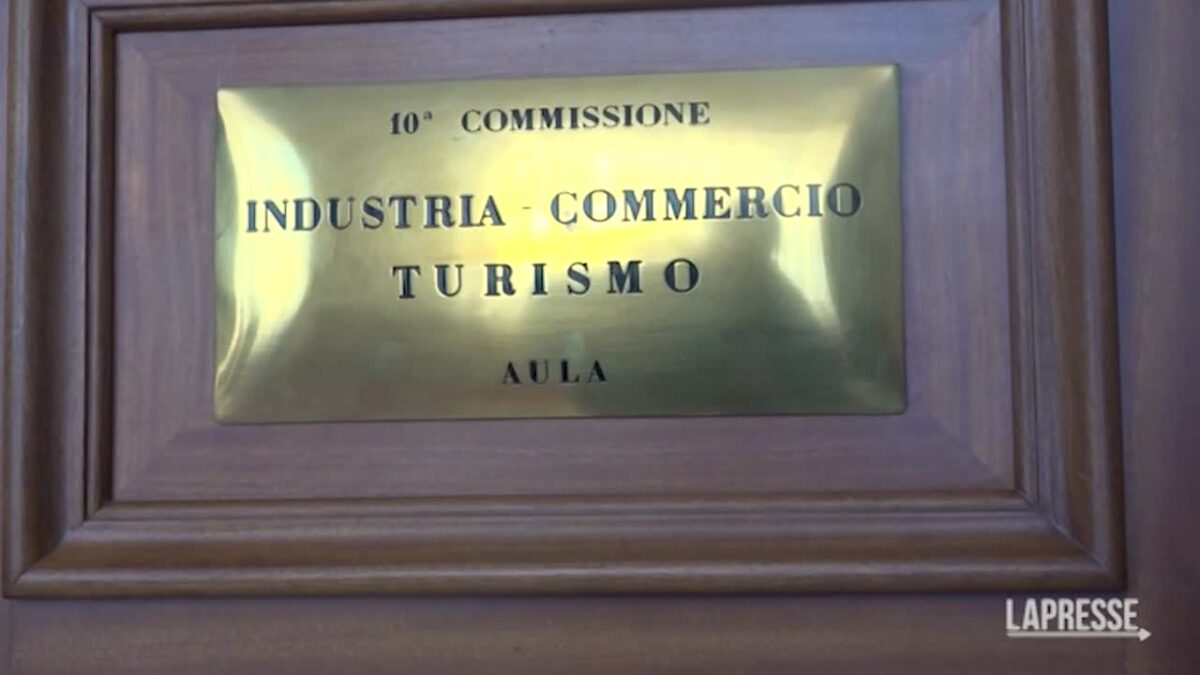 10ª COMMISSIONE
INDUSTRIA - COMMERCIO
TURISMO
AULA
LAPRESSE